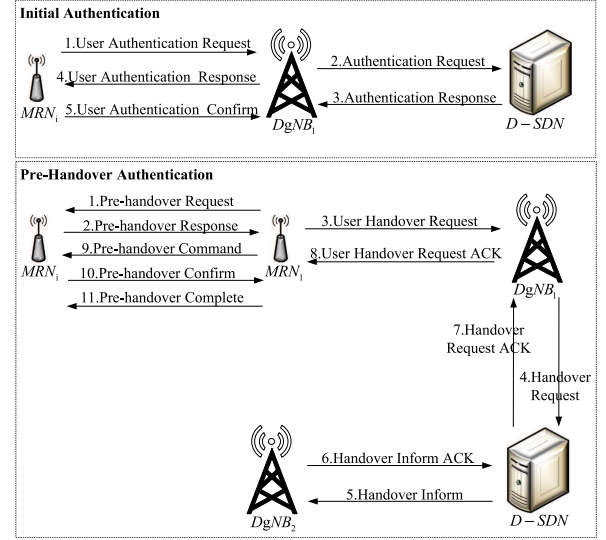 Initial Authentication
1.User Authentication Request
2.Authentication Request
4.User Authentication Response
3.Authentication Response
5.User Authentication Confirm
MRNi
DgNB1
D-SDN
Pre-Handover Authentication
1.Pre-handover Request
2.Pre-handover Response
3.User Handover Request
9.Pre-handover Command
8.User Handover Request ACK
MRNi
10.Pre-handover Confirm
MRN1
11.Pre-handover Complete
DgNB1
7.Handover
Request ACK
4.Handover
Request
6.Handover Inform ACK
5.Handover Inform
DgNB2
D-SDN